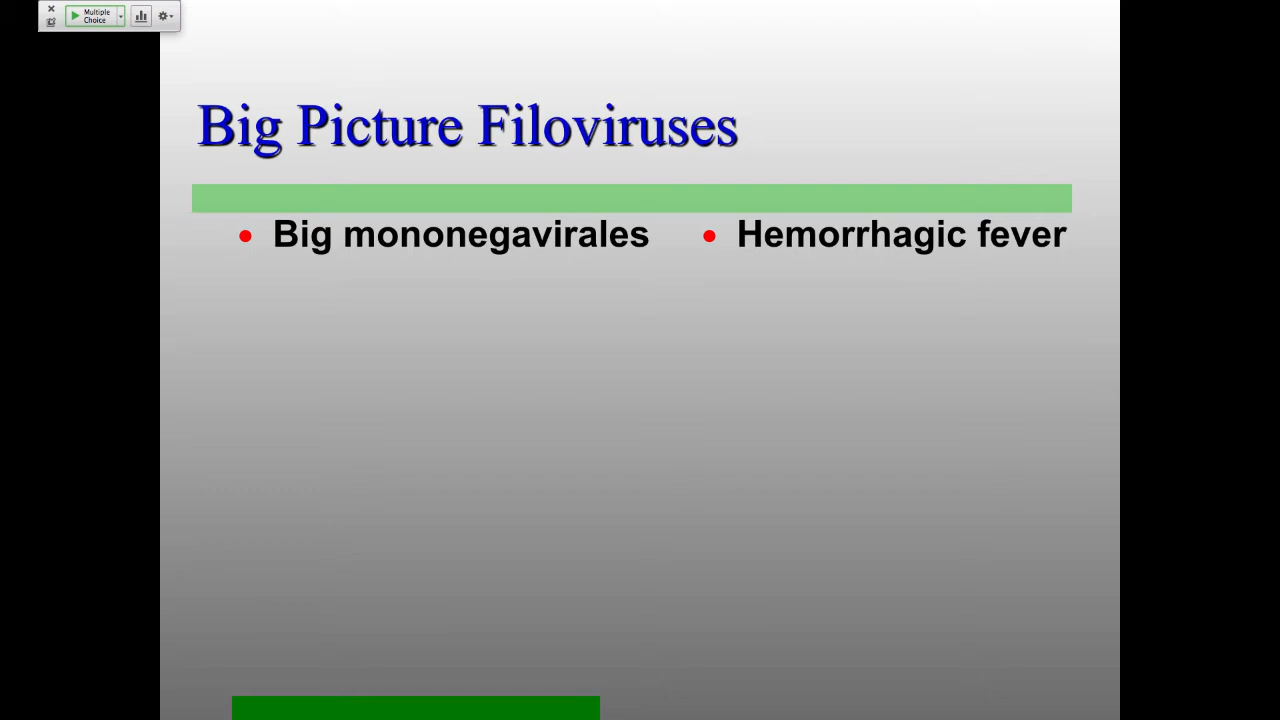 Multiple
Choice
Big Picture Filoviruses
• Big mononegavirales
• Hemorrhagic fever